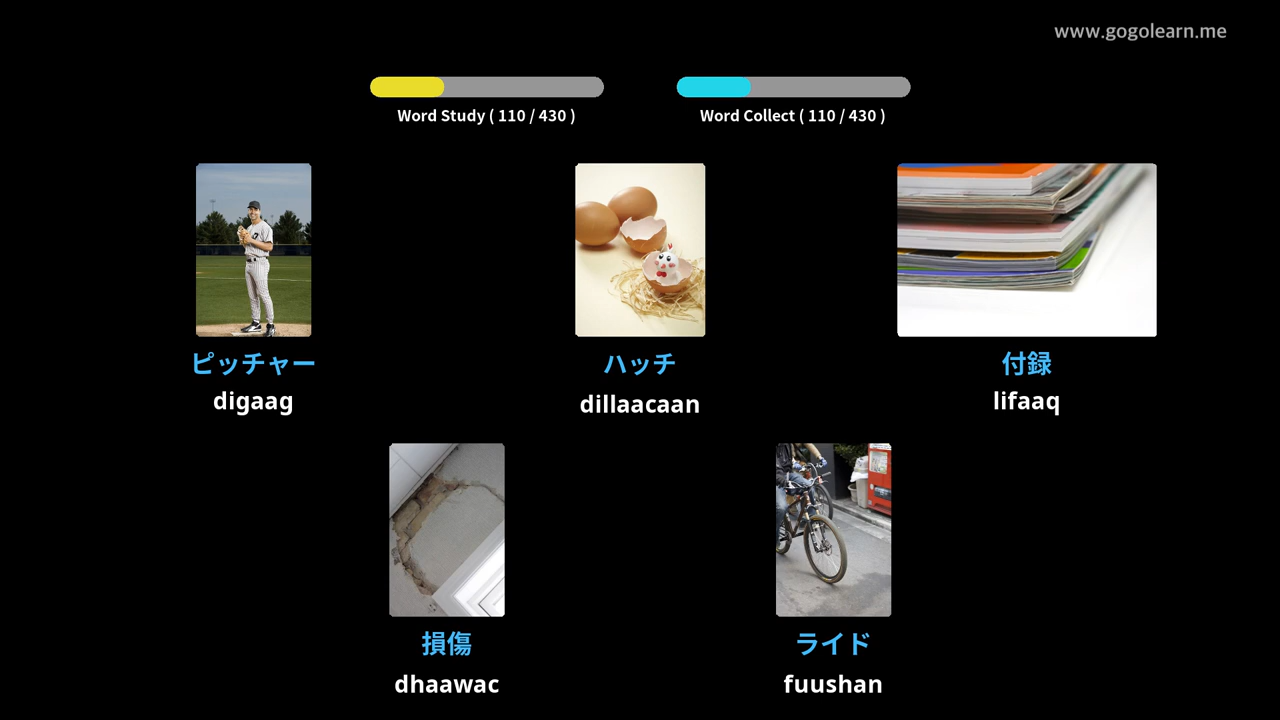 www.gogolearn.me
Word Study ( 110 / 430 )
Word Collect ( 110 / 430 )
ピッチャー
digaag
ハッチ
dillaacaan
付録
lifaaq
損傷
dhaawac
ライド
fuushan